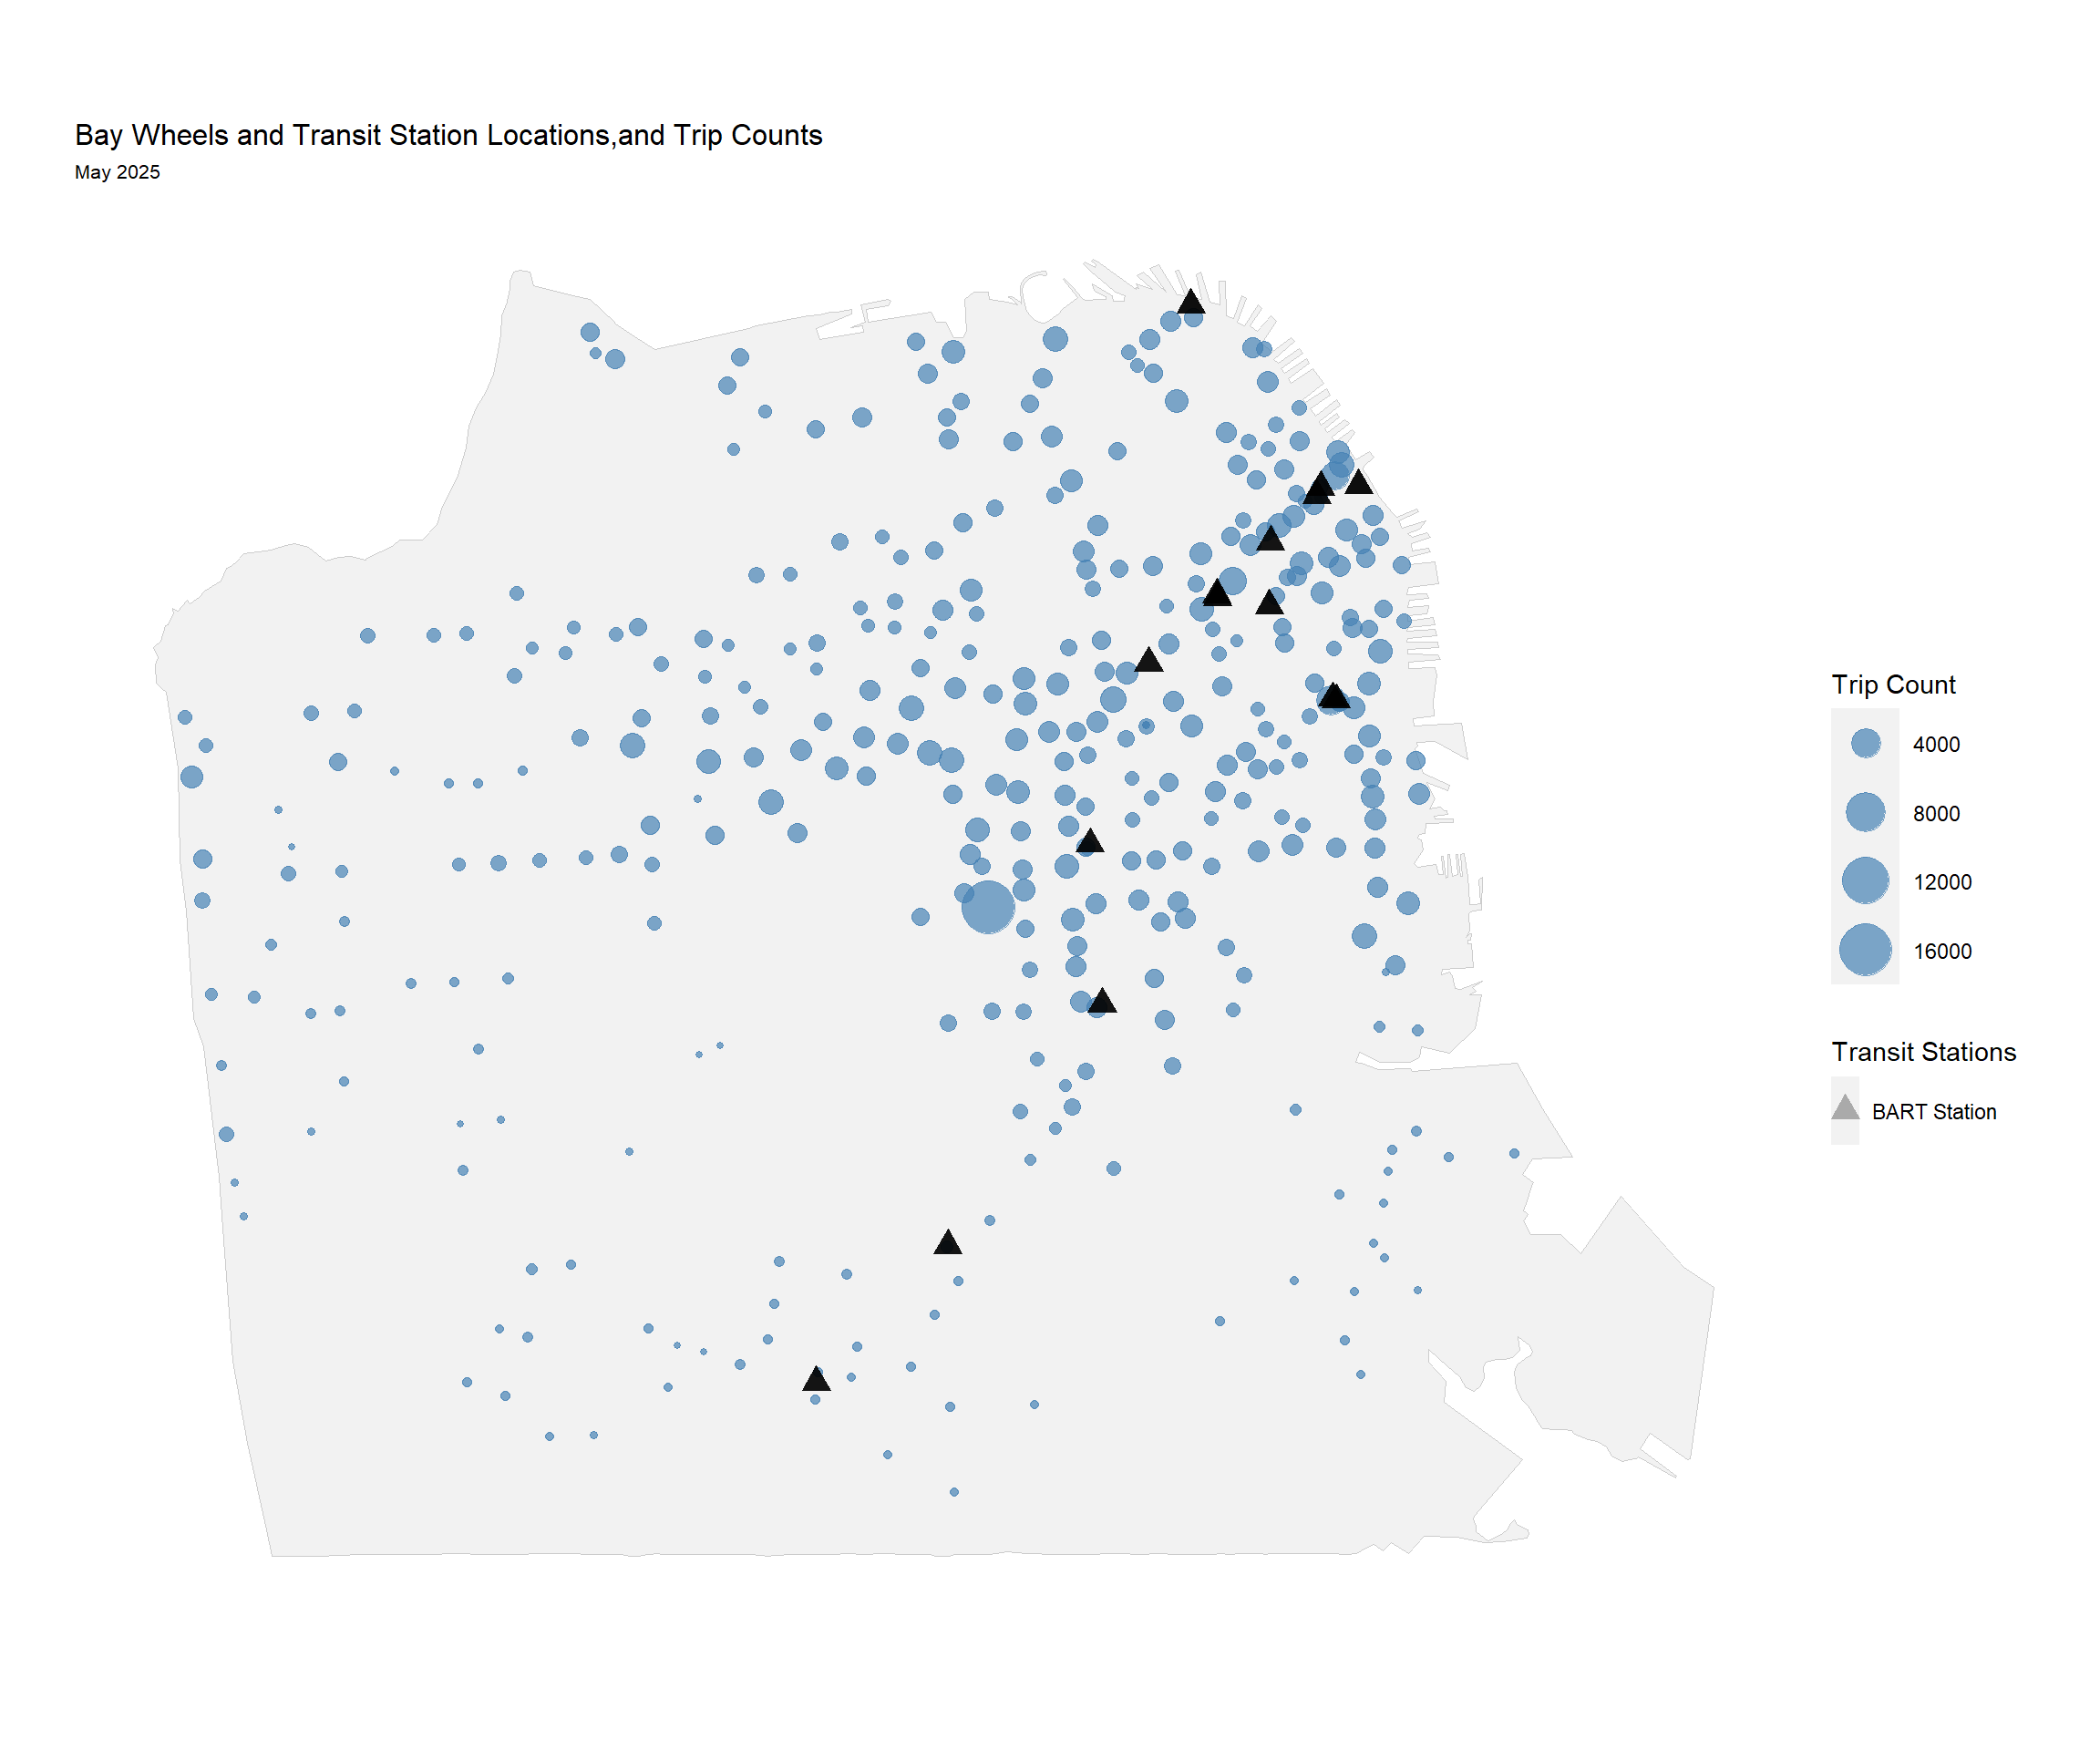 Bay Wheels and Transit Station Locations,and Trip Counts
May 2025
Trip Count
4000
8000
12000
16000
Transit Stations
BART Station